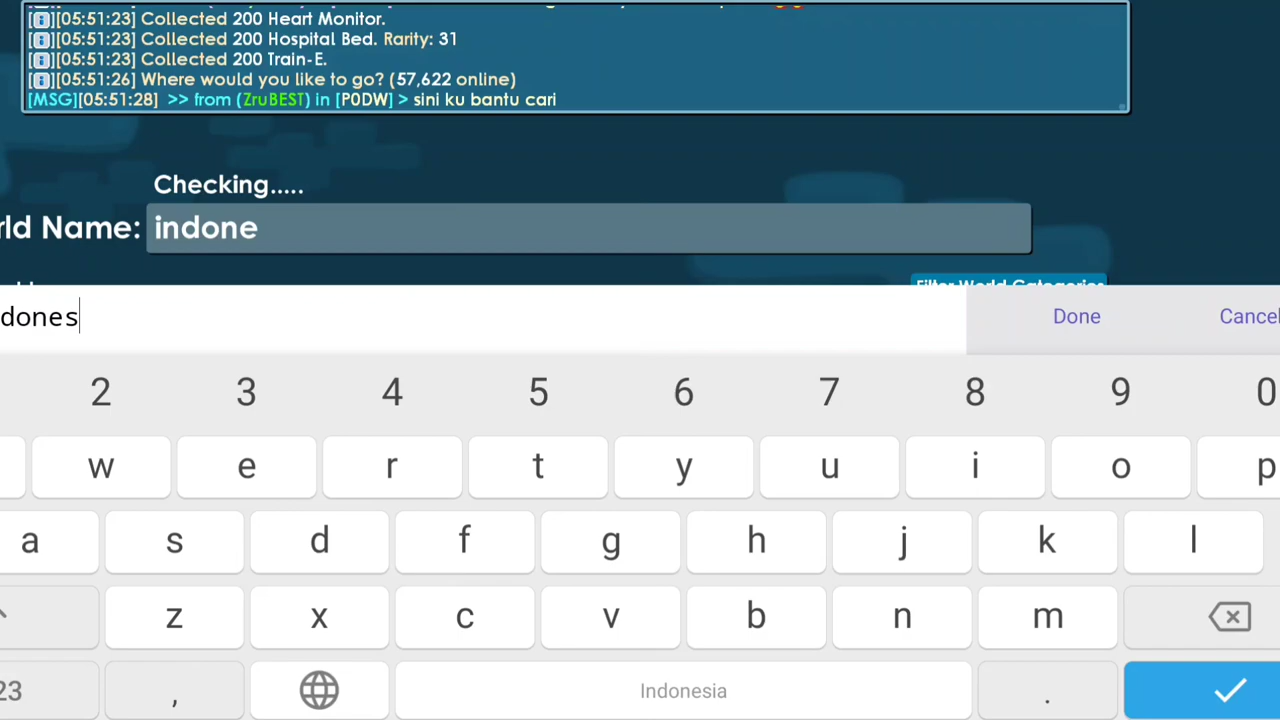 [i][05:51:23] Collected 200 Heart Monitor.
[i][05:51:23] Collected 200 Hospital Bed. Rarity: 31
[i][05:51:23] Collected 200 Train-E.
[i][05:51:26] Where would you like to go? (57,622 online)
[MSG][05:51:28] >> from (ZruBEST) in [P0DW] > sini ku bantu cari
Checking.....
rld Name: indone
Filter World Categories
dones
Done
Cancel
2 3 4 5 6 7 8 9 0
w e r t y u i o p
a s d f g h j k l
z x c v b n m
23 , Indonesia .